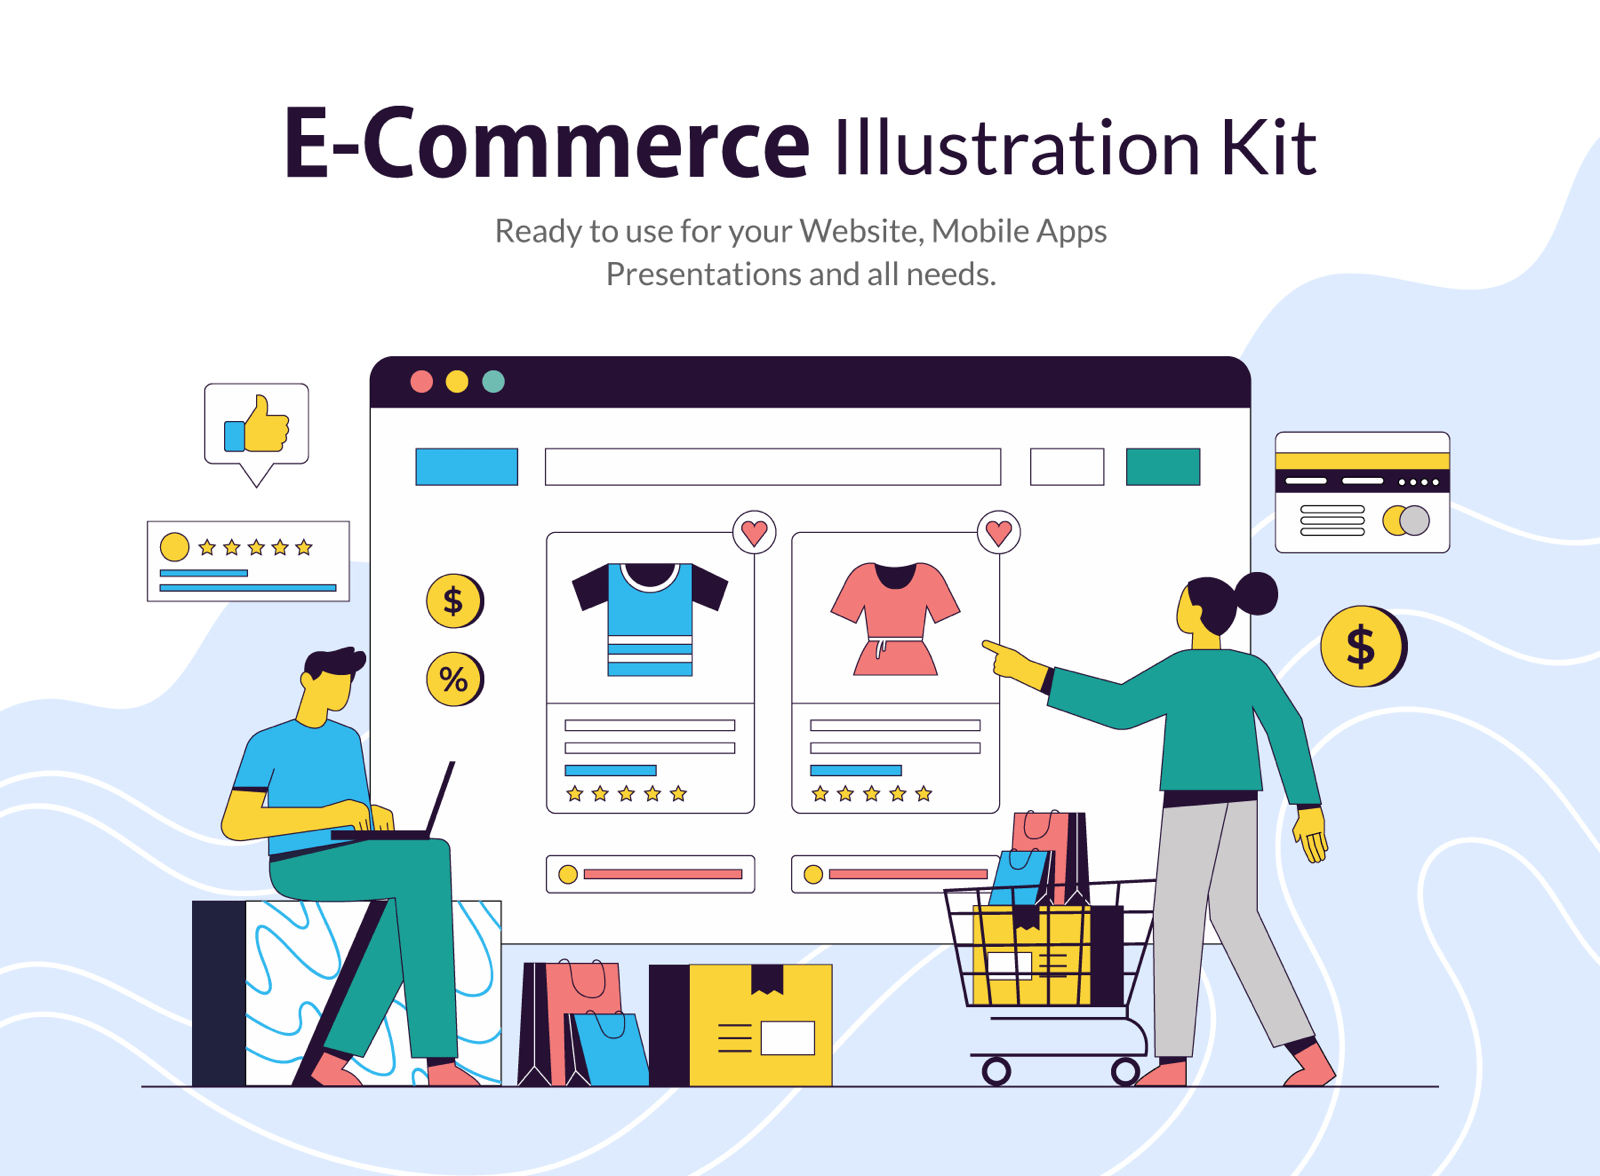 E-Commerce Illustration Kit
Ready to use for your Website, Mobile Apps
Presentations and all needs.
$
%
$